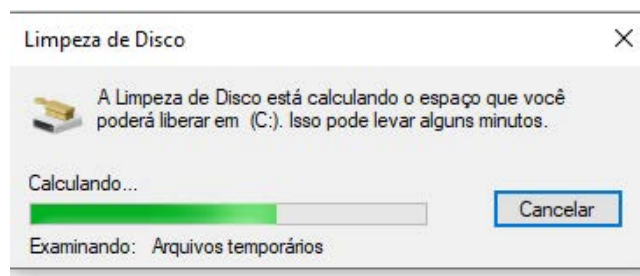 Limpeza de Disco
A Limpeza de Disco está calculando o espaço que você
poderá liberar em  (C:). Isso pode levar alguns minutos.
Calculando...
Cancelar
Examinando:   Arquivos temporários